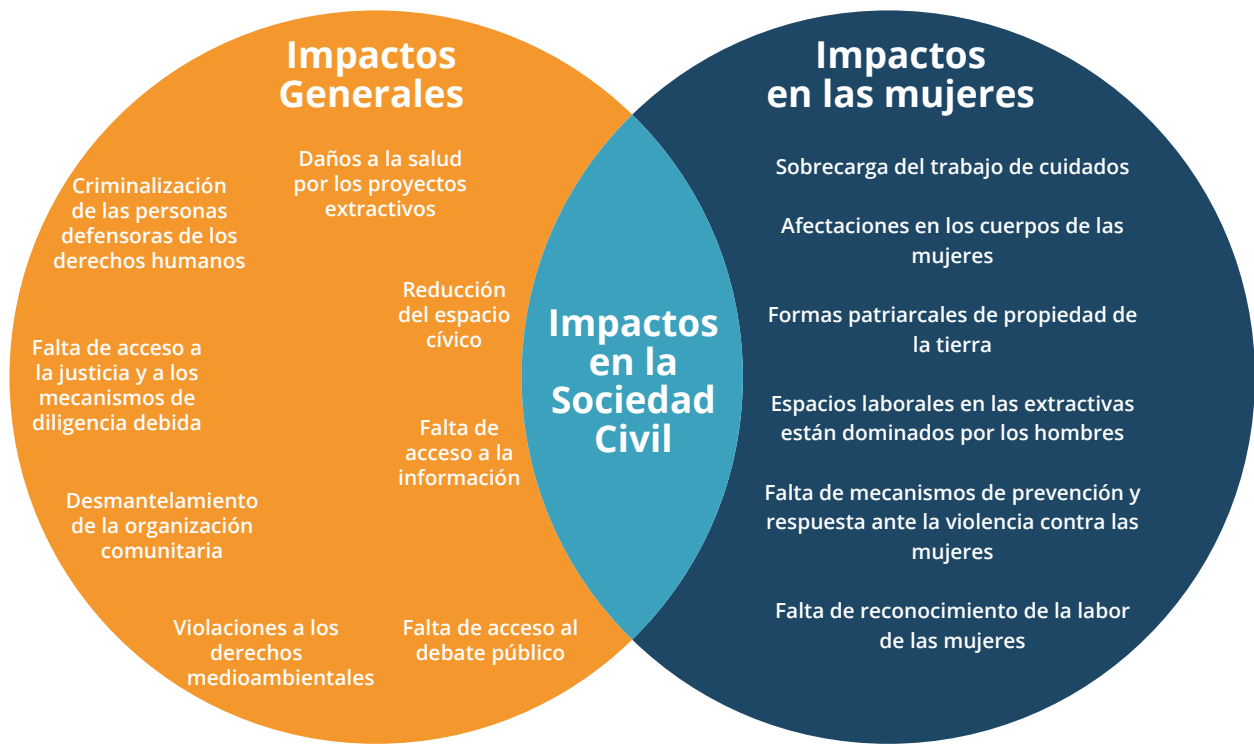 Impactos
Generales
Daños a la salud
por los proyectos
extractivos
Criminalización
de las personas
defensoras de los
derechos humanos
Reducción
del espacio
cívico
Falta de acceso a
la justicia y a los
mecanismos de
diligencia debida
Falta de
acceso a la
información
Desmantelamiento
de la organización
comunitaria
Violaciones a los
derechos
medioambientales
Falta de acceso al
debate público
Impactos
en la
Sociedad
Civil
Impactos
en las mujeres
Sobrecarga del trabajo de cuidados
Afectaciones en los cuerpos de las
mujeres
Formas patriarcales de propiedad de
la tierra
Espacios laborales en las extractivas
están dominados por los hombres
Falta de mecanismos de prevención y
respuesta ante la violencia contra las
mujeres
Falta de reconocimiento de la labor
de las mujeres